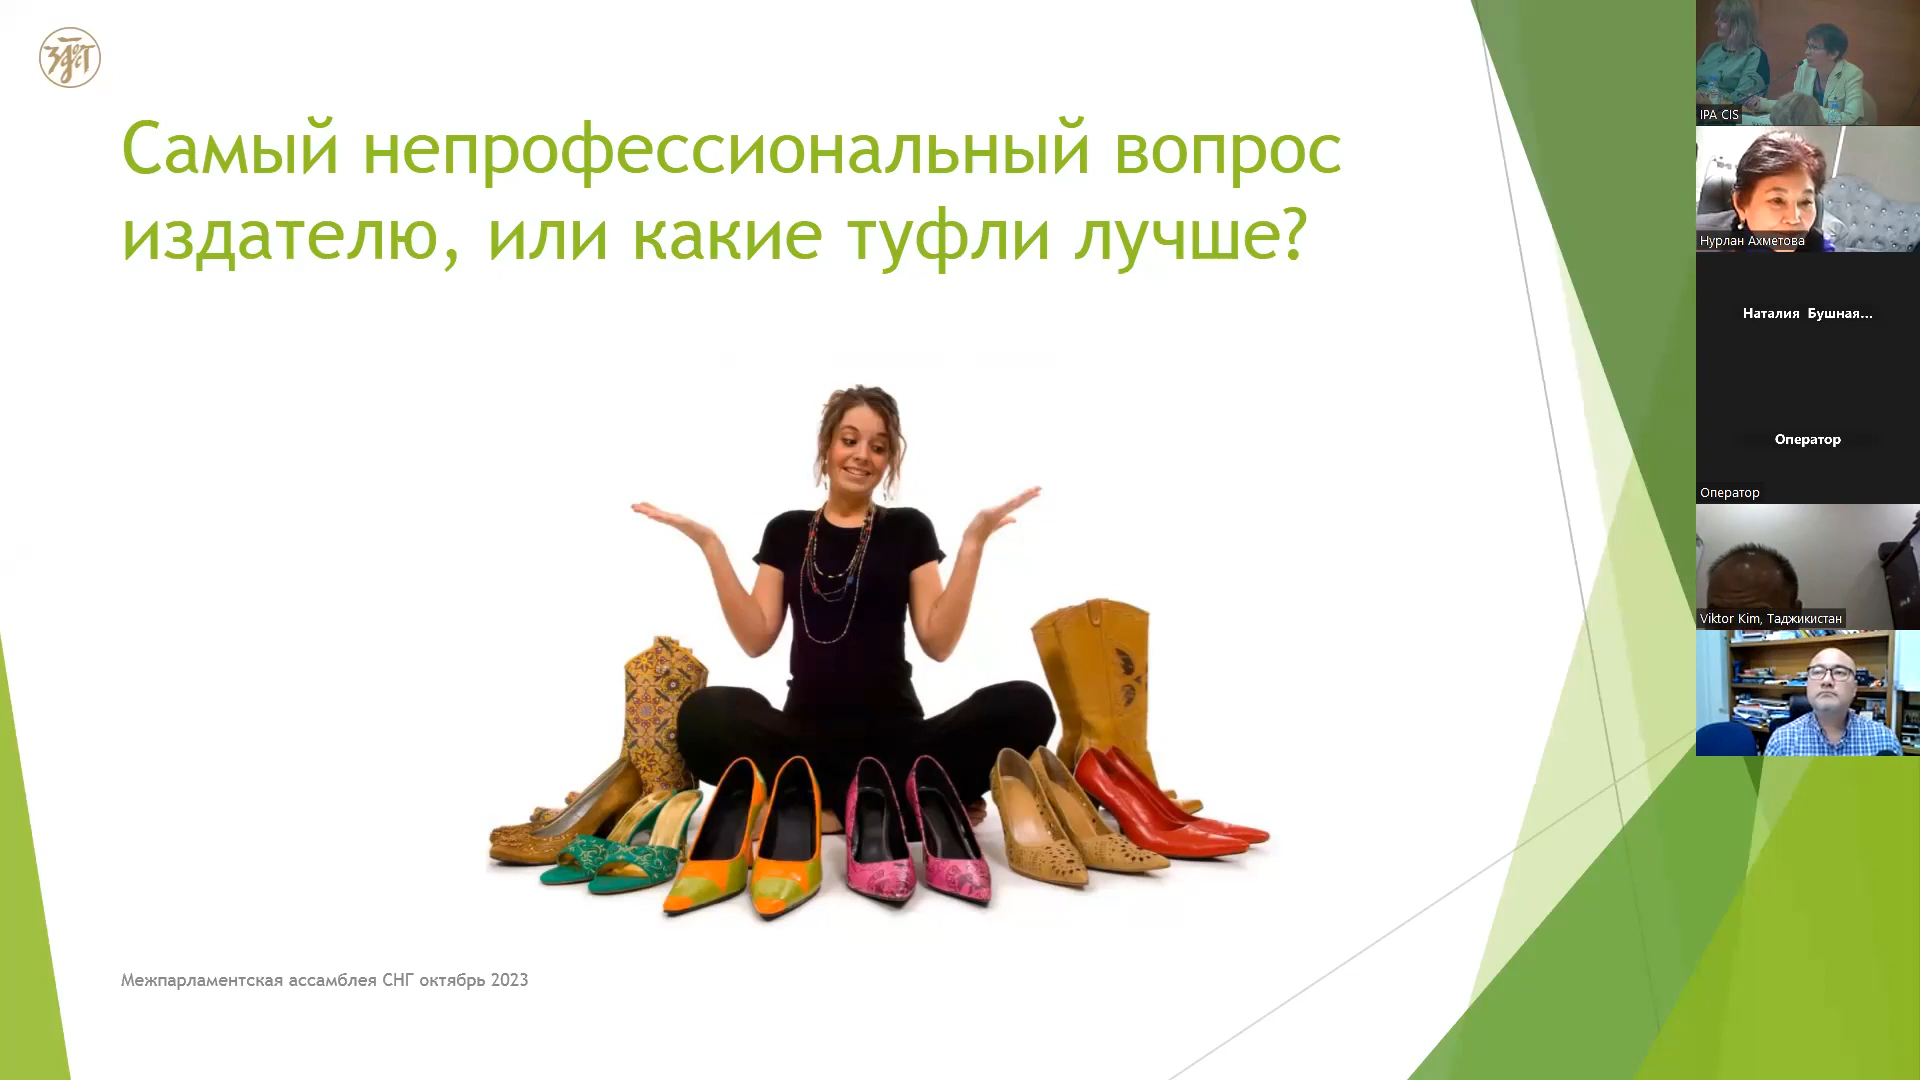 Златоуст
Самый непрофессиональный вопрос
издателю, или какие туфли лучше?
Межпарламентская ассамблея СНГ октябрь 2023
IPA CIS
Нурлан Ахметова
Наталия Бушная...
Оператор
Оператор
Viktor Kim, Таджикистан